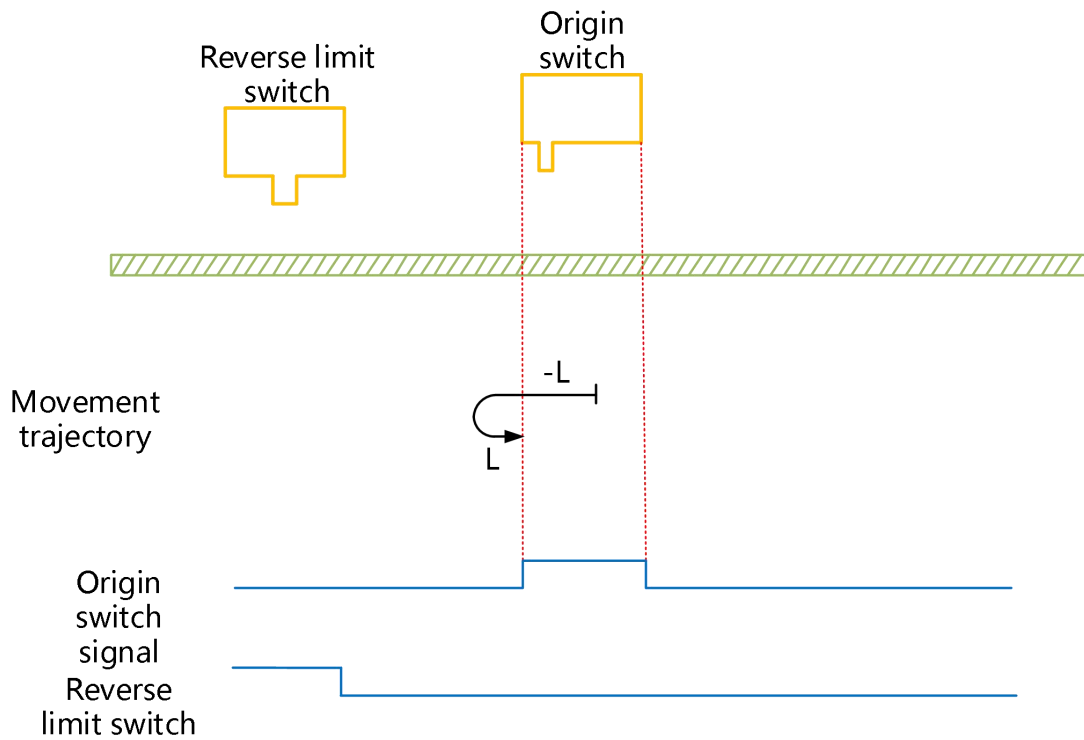 Origin
switch
Reverse limit
switch
-L
Movement
trajectory
L
Origin
switch
signal
Reverse
limit switch